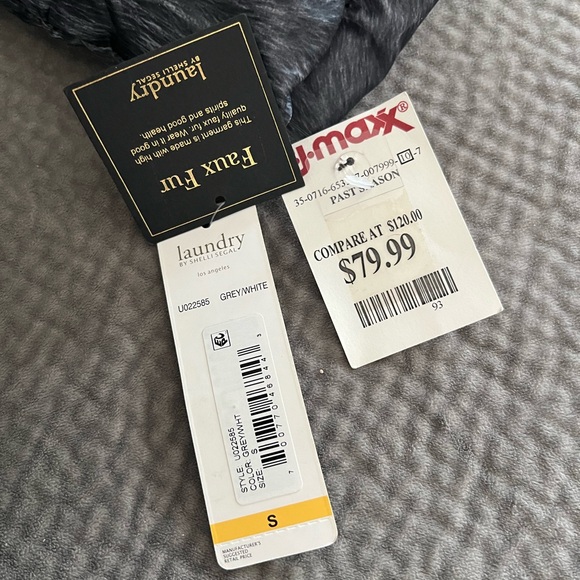 laundry
BY SHELLI SEGAL
Faux Fur
This garment is made with high
quality faux fur. Wear it in good
spirits and good health.
laundry
BY SHELLI SEGAL
los angeles
U022585 GREY/WHITE
STYLE: U022585
COLOR: GREY/WHT
SIZE: S
S
MANUFACTURER'S
SUGGESTED
RETAIL PRICE
maxx®
PAST SEASON
COMPARE AT $120.00
$79.99
93